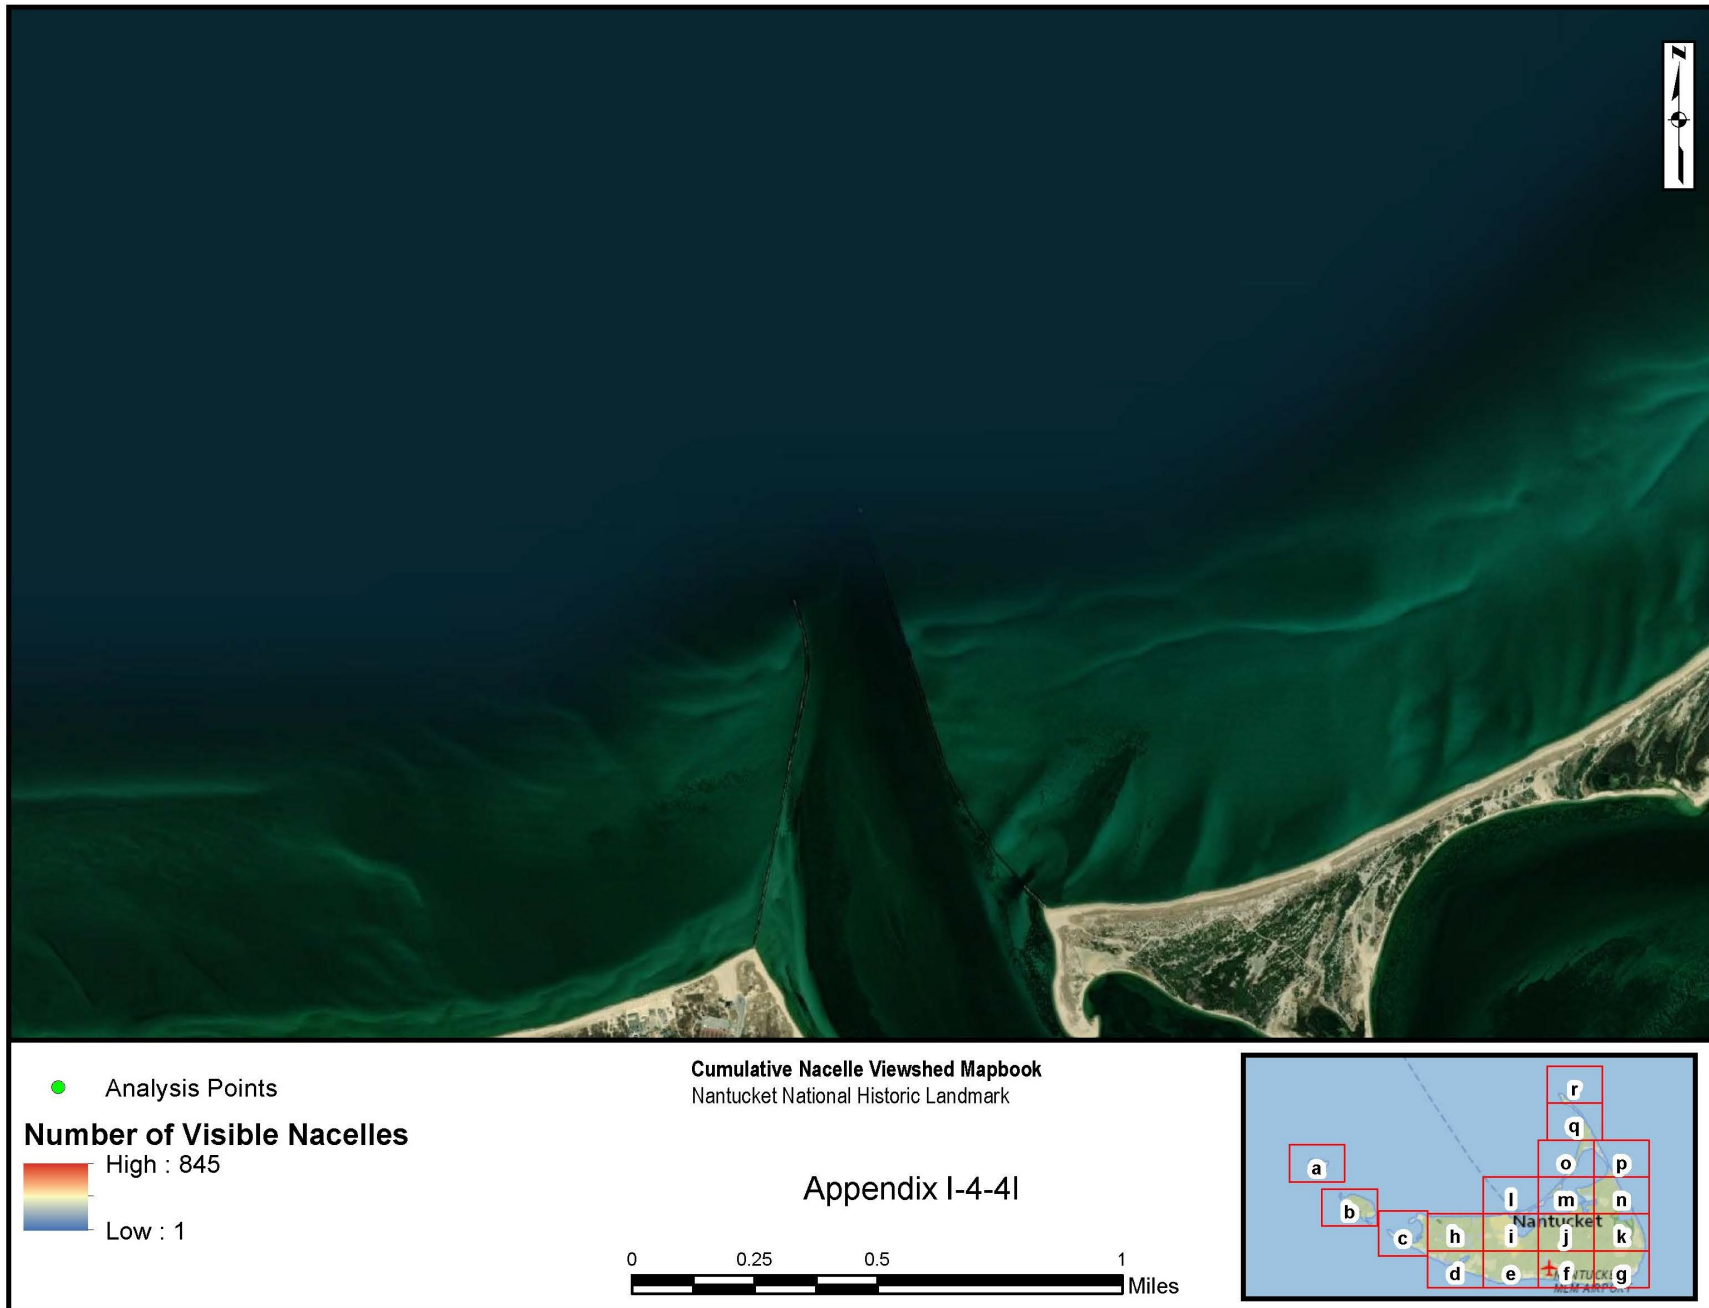 N
Analysis Points
Number of Visible Nacelles
High : 845
Low : 1
Cumulative Nacelle Viewshed Mapbook
Nantucket National Historic Landmark
Appendix I-4-4l
0 0.25 0.5 1
Miles
r
q
a
o p
b
l m n
Nantucket
c h i j k
d e f g